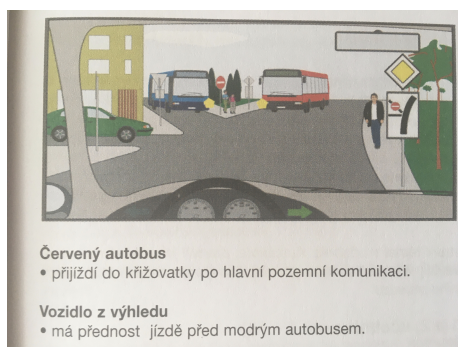 Červený autobus
• přijíždí do křižovatky po hlavní pozemní komunikaci.
Vozidlo z výhledu
• má přednost jízdě před modrým autobusem.